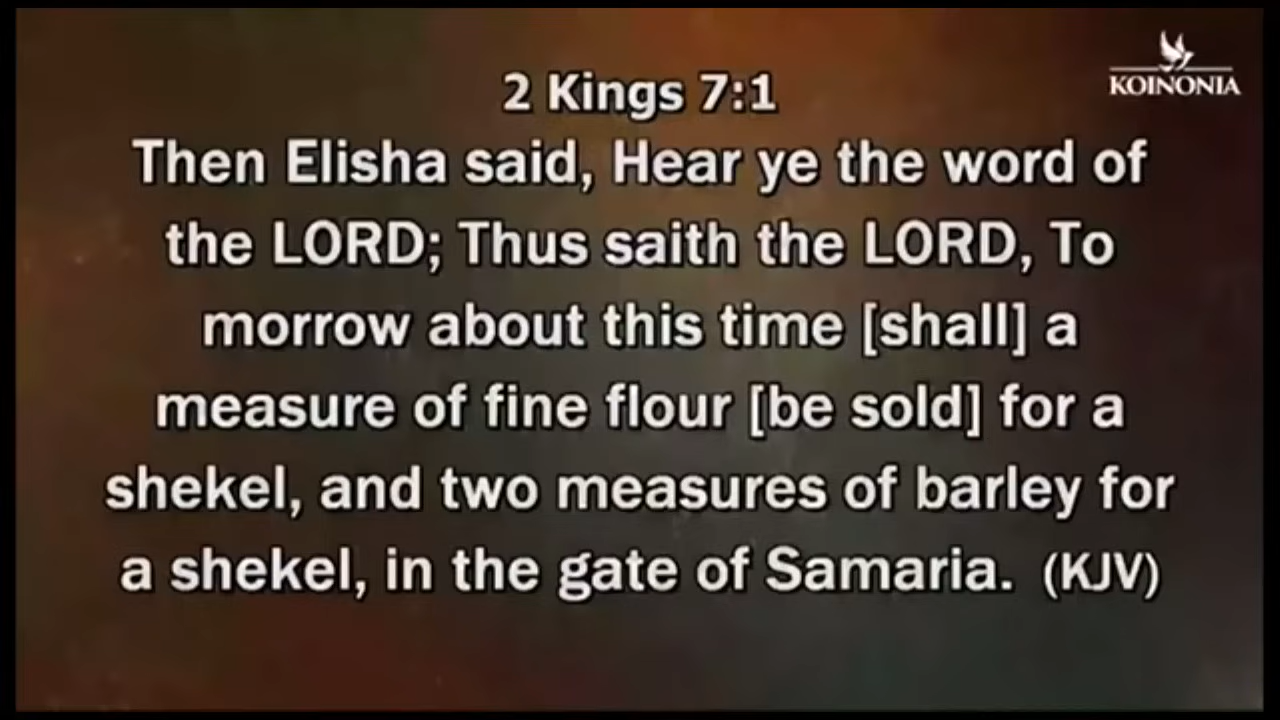 KOINONIA
2 Kings 7:1
Then Elisha said, Hear ye the word of
the LORD; Thus saith the LORD, To
morrow about this time [shall] a
measure of fine flour [be sold] for a
shekel, and two measures of barley for
a shekel, in the gate of Samaria. (KJV)